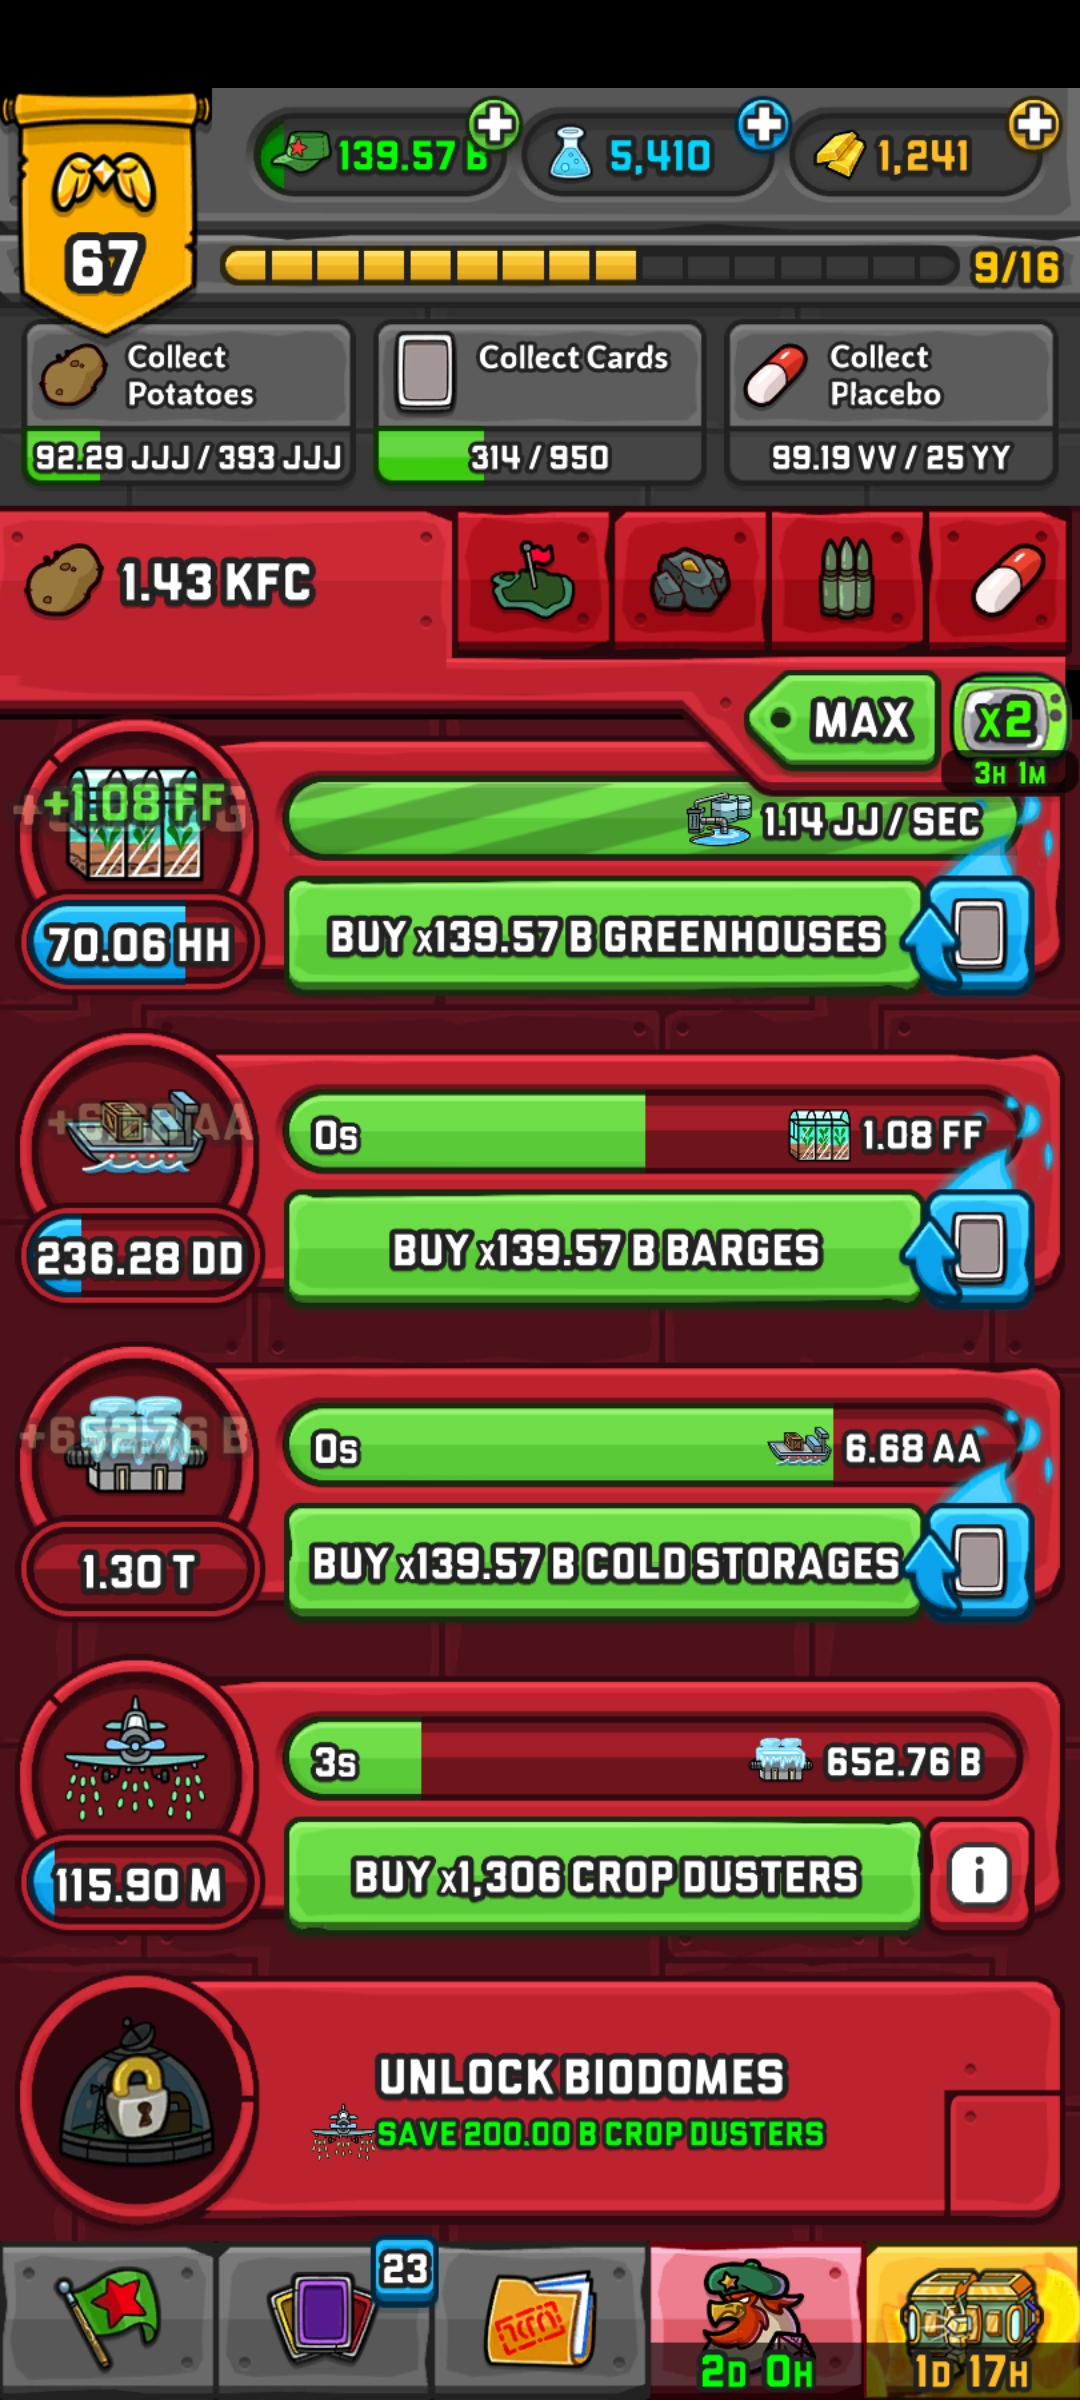 139.57 B
5,410
1,241
67
9/16
Collect
Potatoes
92.29 JJJ / 393 JJJ
Collect Cards
314 / 950
Collect
Placebo
99.19 VV / 25 YY
1.43 KFC
MAX
x2
3H 1M
+1.08 FF
1.14 JJ / SEC
70.06 HH
BUY x139.57 B GREENHOUSES
0s
1.08 FF
236.28 DD
BUY x139.57 B BARGES
0s
6.68 AA
1.30 T
BUY x139.57 B COLD STORAGES
3s
652.76 B
115.90 M
BUY x1,306 CROP DUSTERS
i
UNLOCK BIODOMES
SAVE 200.00 B CROP DUSTERS
23
2D 0H
1D 17H